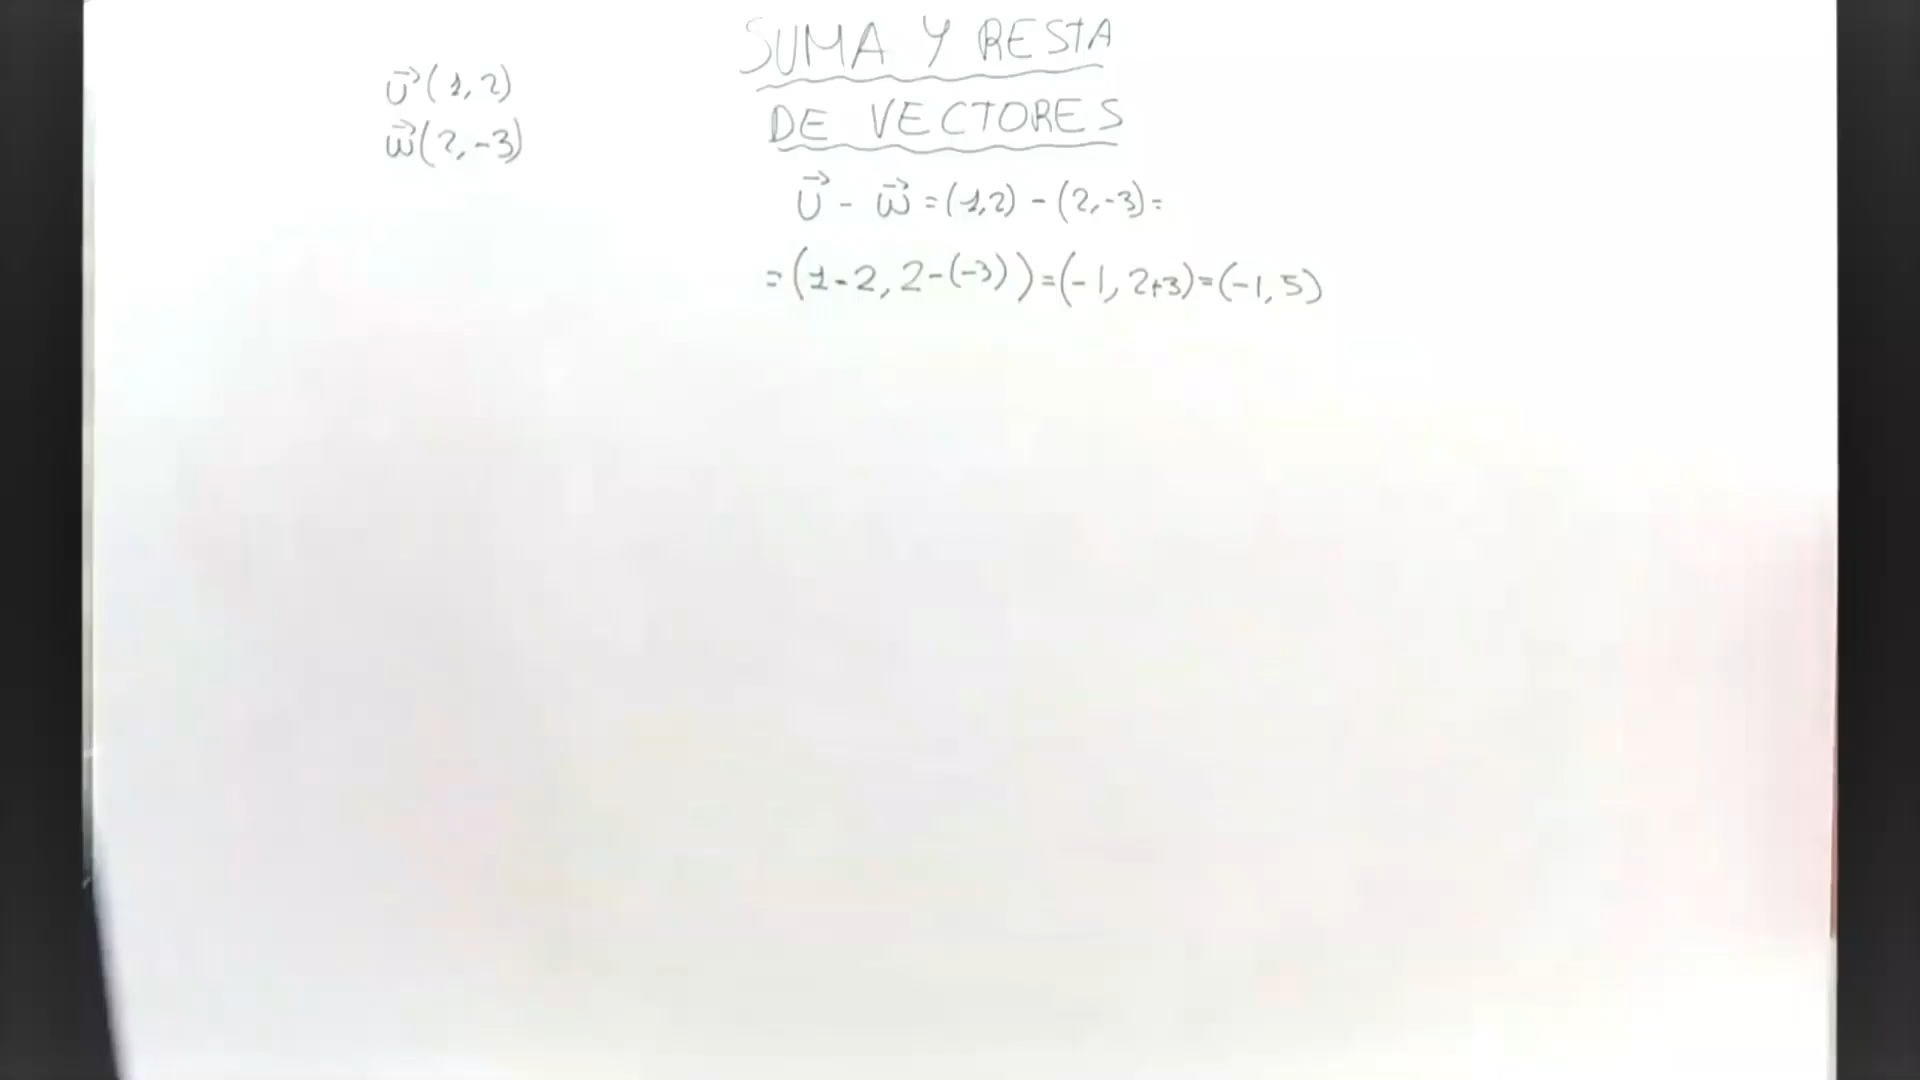 SUMA Y RESTA
DE VECTORES
u⃗(1,2)
w⃗(2,-3)
u⃗ - w⃗ = (1,2) - (2,-3) =
= (1-2, 2-(-3)) = (-1, 2+3) = (-1, 5)